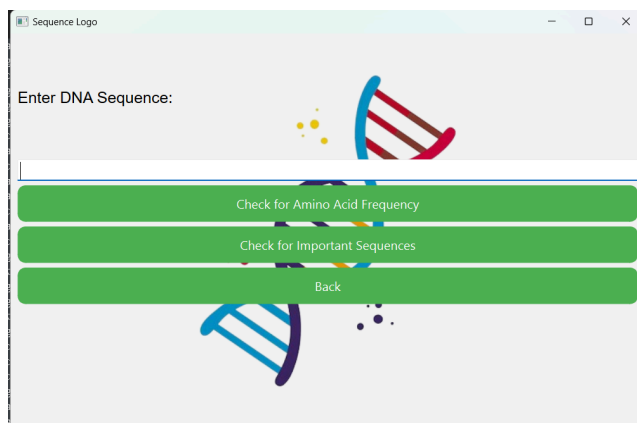 Sequence Logo
Enter DNA Sequence:
Check for Amino Acid Frequency
Check for Important Sequences
Back